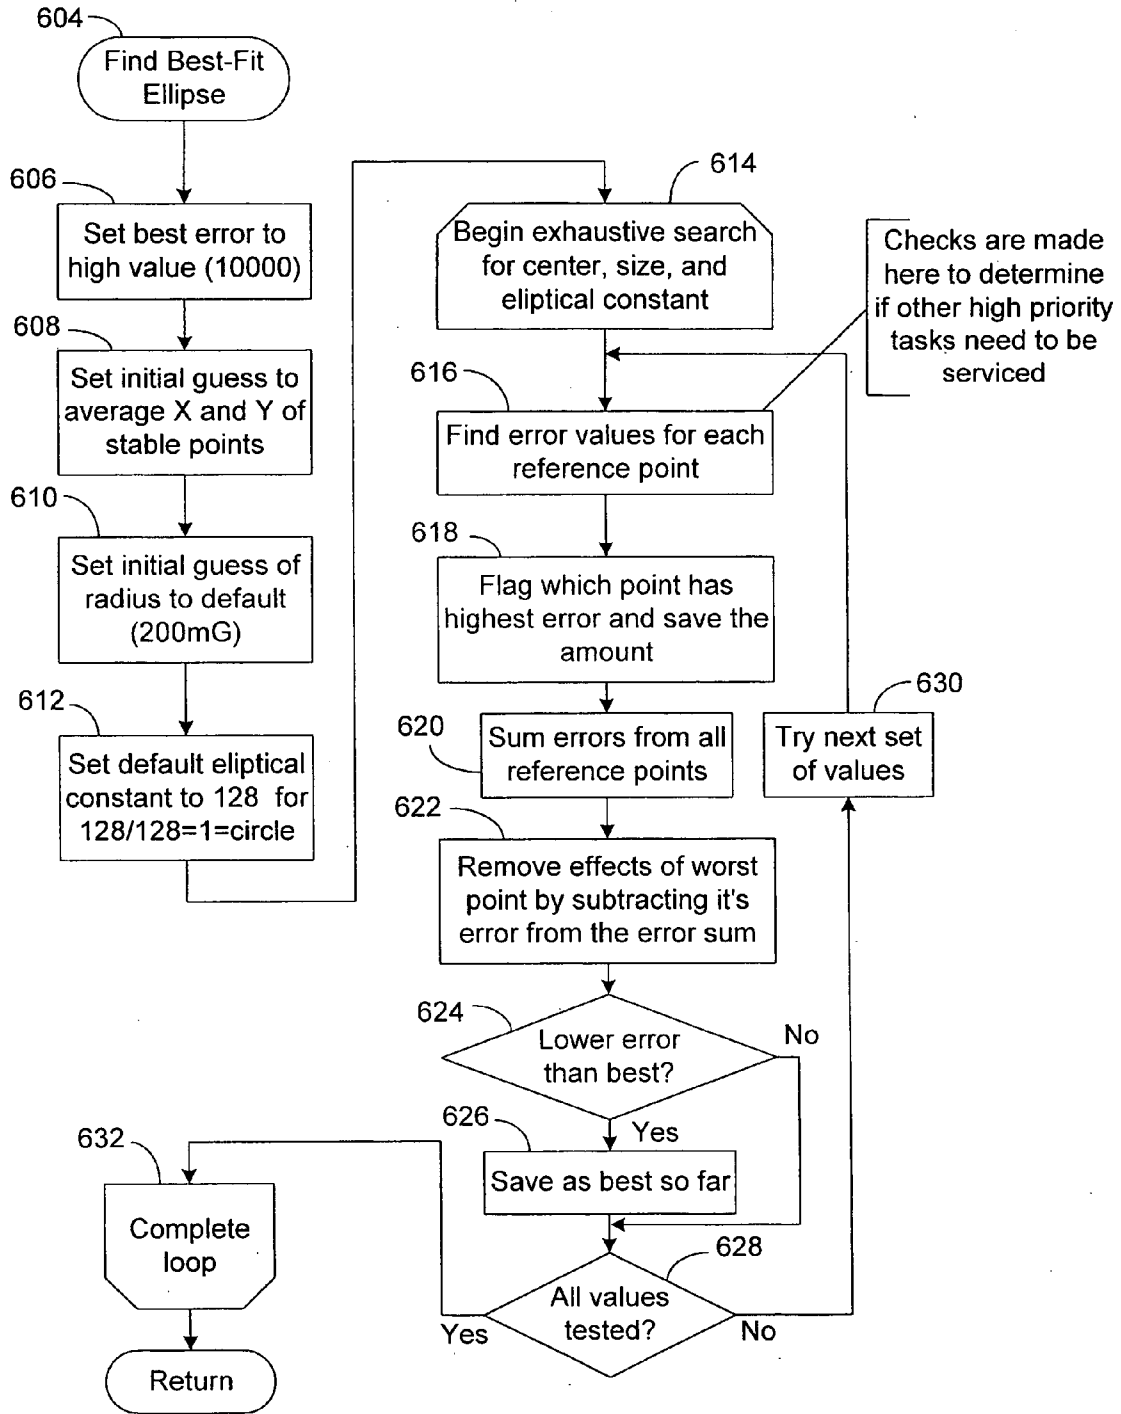 604
Find Best-Fit
Ellipse
606
Set best error to
high value (10000)
608
Set initial guess to
average X and Y of
stable points
610
Set initial guess of
radius to default
(200mG)
612
Set default eliptical
constant to 128 for
128/128=1=circle
614
Begin exhaustive search
for center, size, and
eliptical constant
Checks are made
here to determine
if other high priority
tasks need to be
serviced
616
Find error values for each
reference point
618
Flag which point has
highest error and save the
amount
620
Sum errors from all
reference points
622
Remove effects of worst
point by subtracting it's
error from the error sum
624
Lower error
than best?
No
Yes
626
Save as best so far
628
All values
tested?
Yes
No
630
Try next set
of values
632
Complete
loop
Return